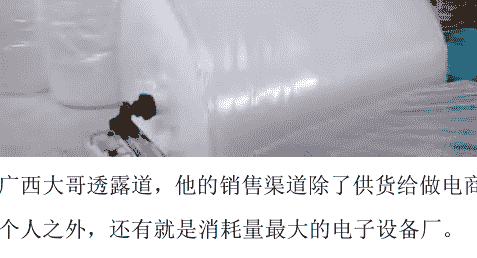 广西大哥透露道，他的销售渠道除了供货给做电商
个人之外，还有就是消耗量最大的电子设备厂。